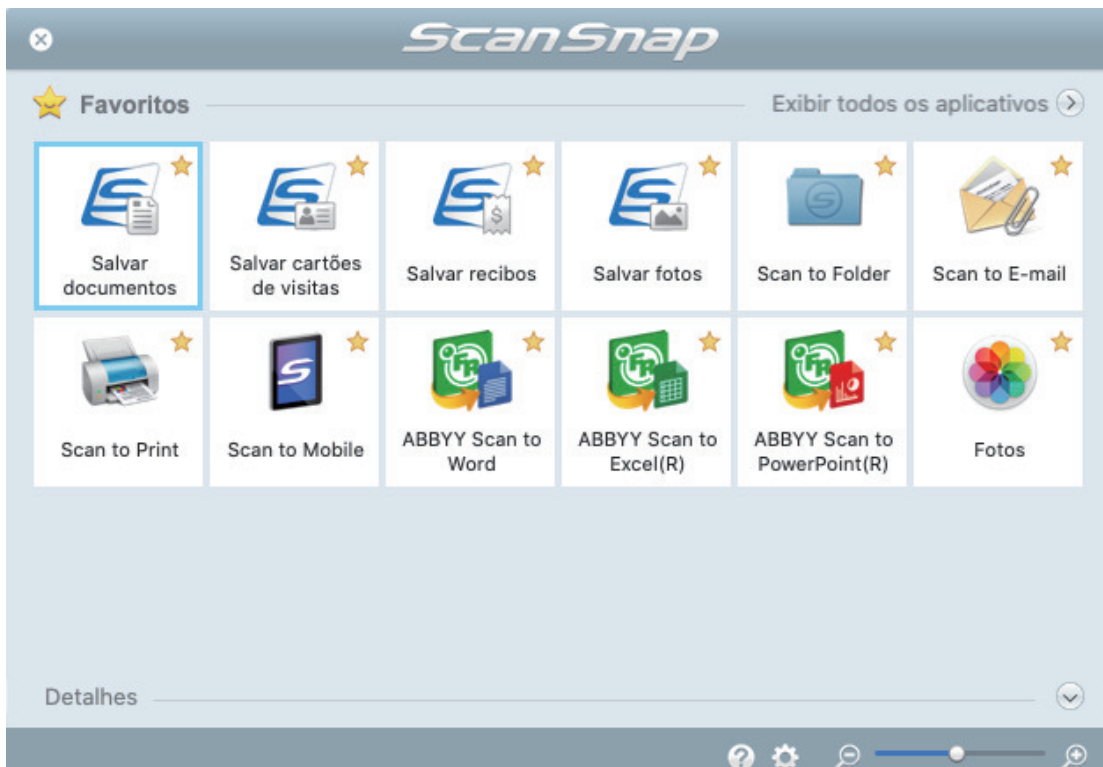 ScanSnap
Favoritos
Exibir todos os aplicativos
Salvar
documentos
Salvar cartões
de visitas
Salvar recibos
Salvar fotos
Scan to Folder
Scan to E-mail
Scan to Print
Scan to Mobile
ABBYY Scan to
Word
ABBYY Scan to
Excel(R)
ABBYY Scan to
PowerPoint(R)
Fotos
Detalhes